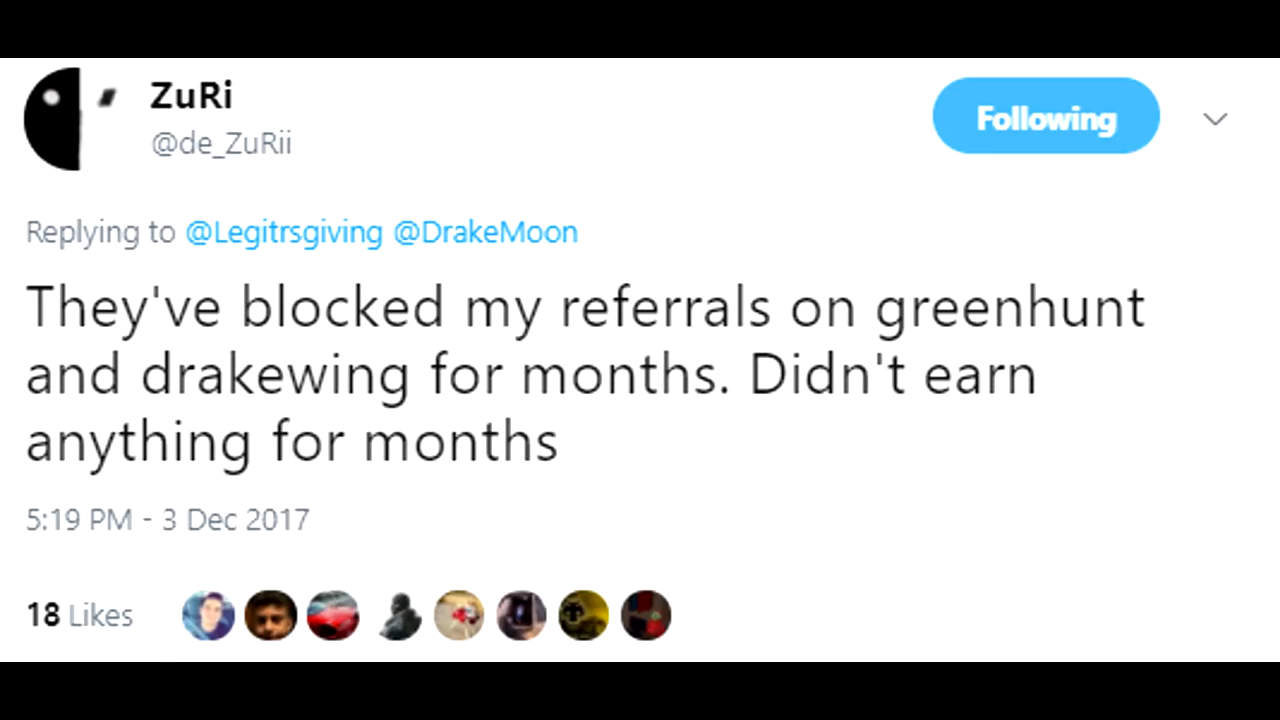 ZuRi
@de_ZuRii
Following
Replying to @Legitrsgiving @DrakeMoon
They've blocked my referrals on greenhunt
and drakewing for months. Didn't earn
anything for months
5:19 PM - 3 Dec 2017
18 Likes